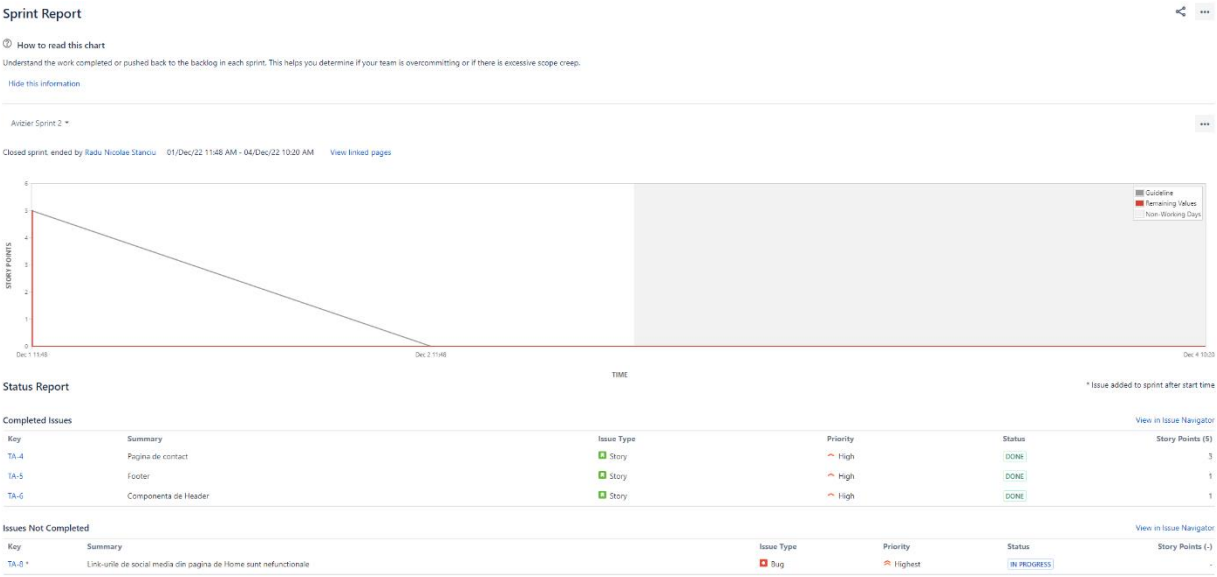 Sprint Report
How to read this chart
Understand the work completed or pushed back to the backlog in each sprint. This helps you determine if your team is overcommitting or if there is excessive scope creep.
Hide this information
Avizier Sprint 2
Closed sprint, ended by Radu Nicolae Stanciu 01/Dec/22 11:48 AM - 04/Dec/22 10:20 AM View linked pages
6
5
4
3
2
1
0
STORY POINTS
Guideline
Remaining Values
Non-Working Days
Dec 1 11:48 Dec 2 11:48 Dec 4 10:20
TIME
Status Report
* Issue added to sprint after start time
Completed Issues View in Issue Navigator
Key Summary Issue Type Priority Status Story Points (5)
TA-4 Pagina de contact Story High DONE 3
TA-5 Footer Story High DONE 1
TA-6 Componenta de Header Story High DONE 1
Issues Not Completed View in Issue Navigator
Key Summary Issue Type Priority Status Story Points (-)
TA-8 * Link-urile de social media din pagina de Home sunt nefunctionale Bug Highest IN PROGRESS -